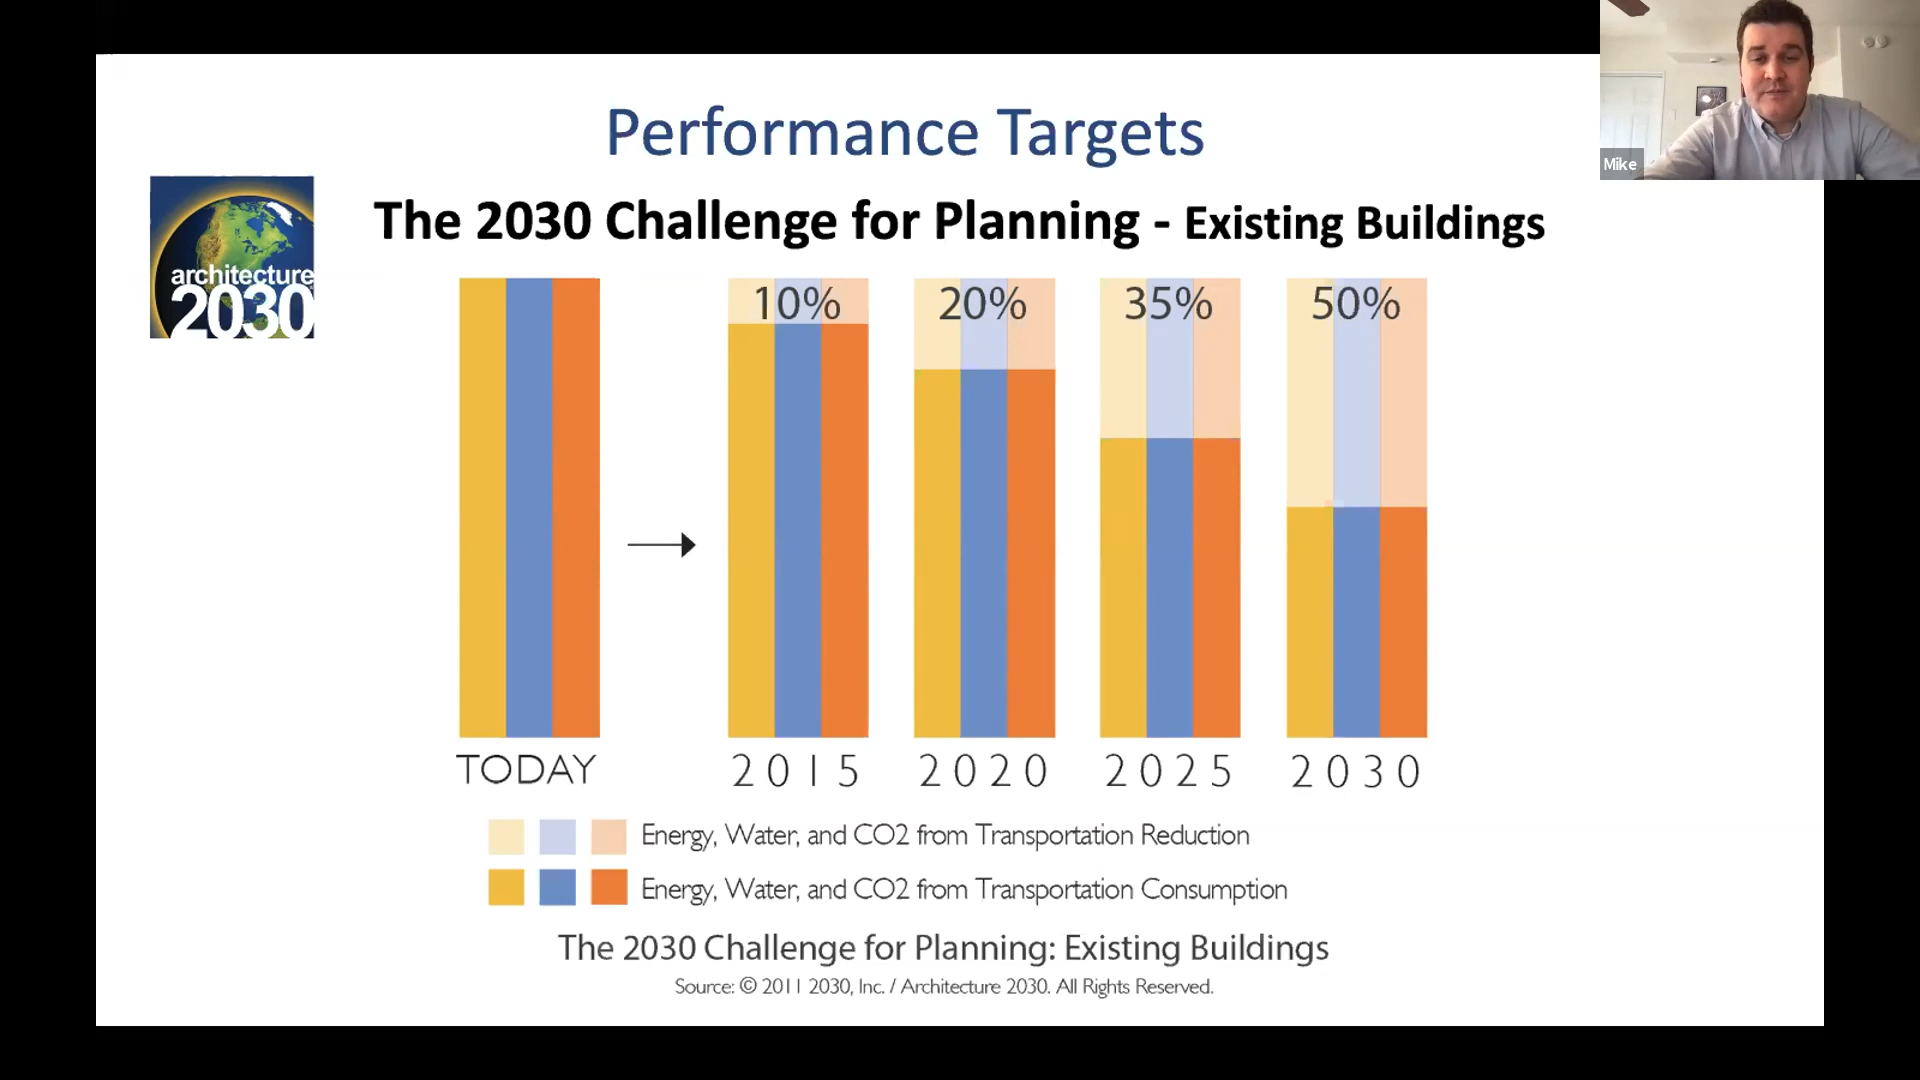 Performance Targets
Mike
The 2030 Challenge for Planning - Existing Buildings
architecture
2030
10%
20%
35%
50%
TODAY
2015
2020
2025
2030
Energy, Water, and CO2 from Transportation Reduction
Energy, Water, and CO2 from Transportation Consumption
The 2030 Challenge for Planning: Existing Buildings
Source: © 2011 2030, Inc. / Architecture 2030. All Rights Reserved.